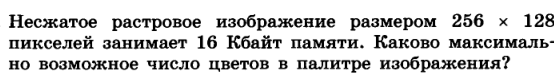 Несжатое растровое изображение размером 256 × 128
пикселей занимает 16 Кбайт памяти. Каково максималь-
но возможное число цветов в палитре изображения?